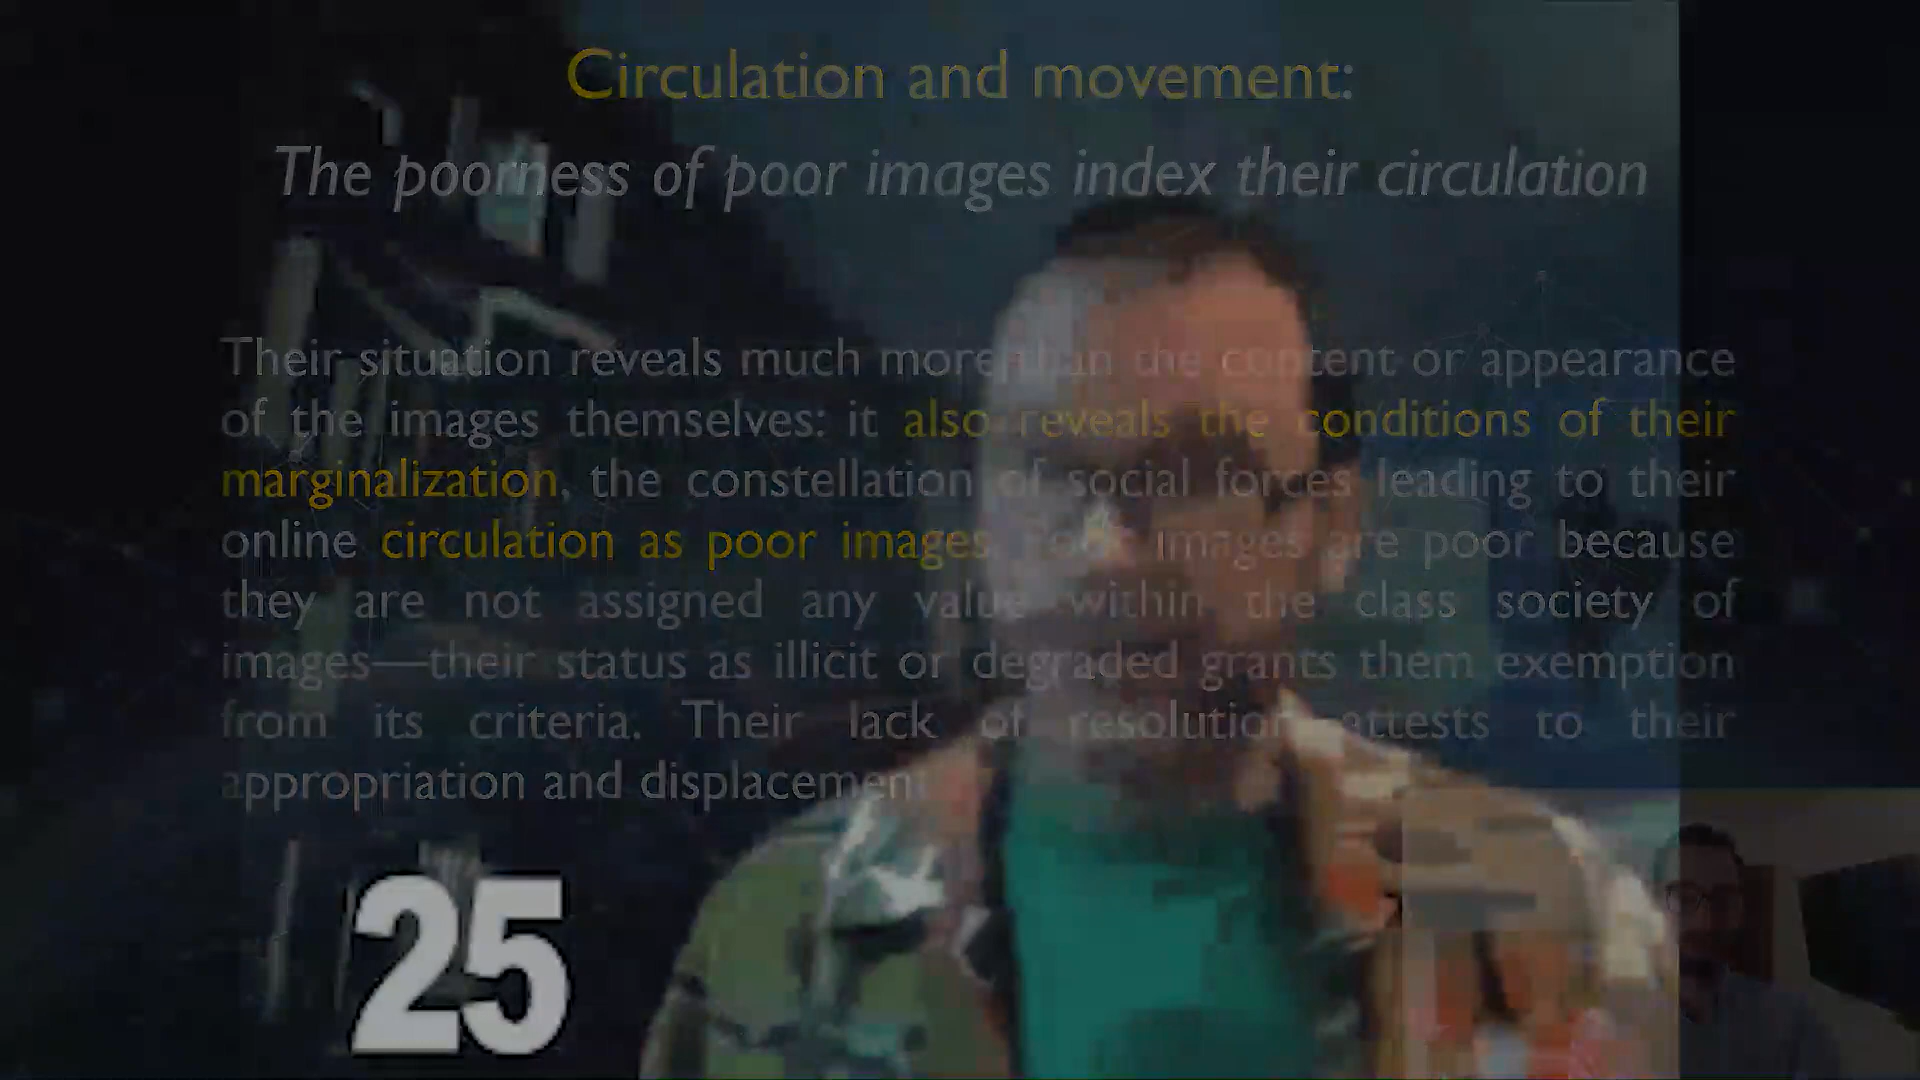 Circulation and movement:
The poorness of poor images index their circulation
Their situation reveals much more than the content or appearance
of the images themselves: it also reveals the conditions of their
marginalization, the constellation of social forces leading to their
online circulation as poor images. Poor images are poor because
they are not assigned any value within the class society of
images—their status as illicit or degraded grants them exemption
from its criteria. Their lack of resolution attests to their
appropriation and displacement
25